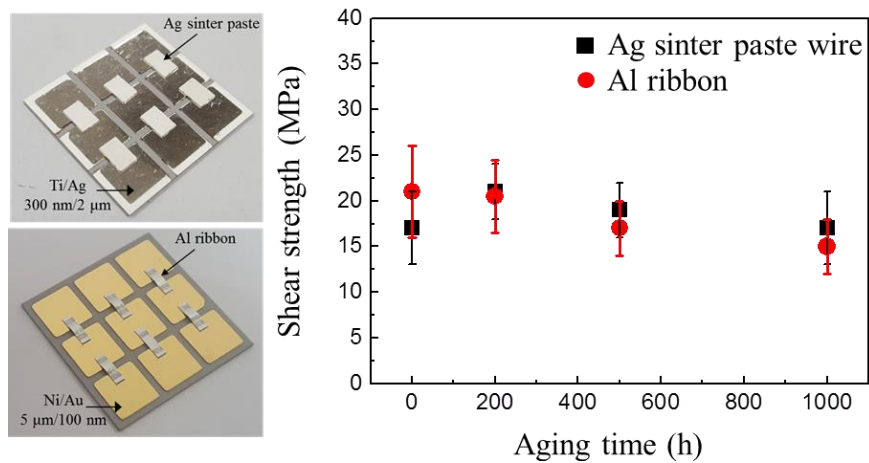 Ag sinter paste
Ti/Ag
300 nm/2 μm
Al ribbon
Ni/Au
5 μm/100 nm
Shear strength (MPa)
40
35
30
25
20
15
10
5
0
Ag sinter paste wire
Al ribbon
0 200 400 600 800 1000
Aging time (h)